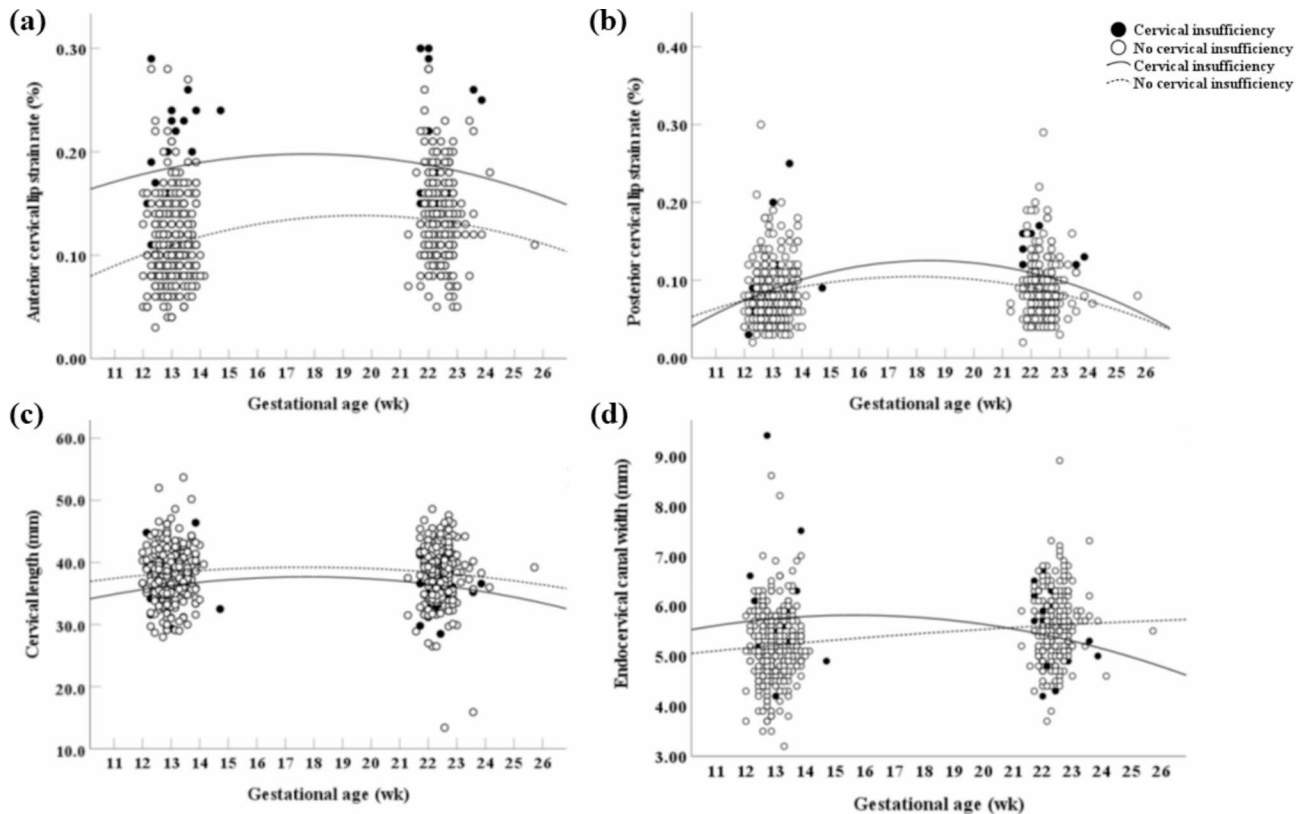 (a)
Anterior cervical lip strain rate (%)
0.30
0.20
0.10
0.00
11 12 13 14 15 16 17 18 19 20 21 22 23 24 25 26
Gestational age (wk)
(b)
Posterior cervical lip strain rate (%)
0.40
0.30
0.20
0.10
0.00
11 12 13 14 15 16 17 18 19 20 21 22 23 24 25 26
Gestational age (wk)
Cervical insufficiency
No cervical insufficiency
Cervical insufficiency
No cervical insufficiency
(c)
Cervical length (mm)
60.0
50.0
40.0
30.0
20.0
10.0
11 12 13 14 15 16 17 18 19 20 21 22 23 24 25 26
Gestational age (wk)
(d)
Endocervical canal width (mm)
9.00
8.00
7.00
6.00
5.00
4.00
3.00
11 12 13 14 15 16 17 18 19 20 21 22 23 24 25 26
Gestational age (wk)